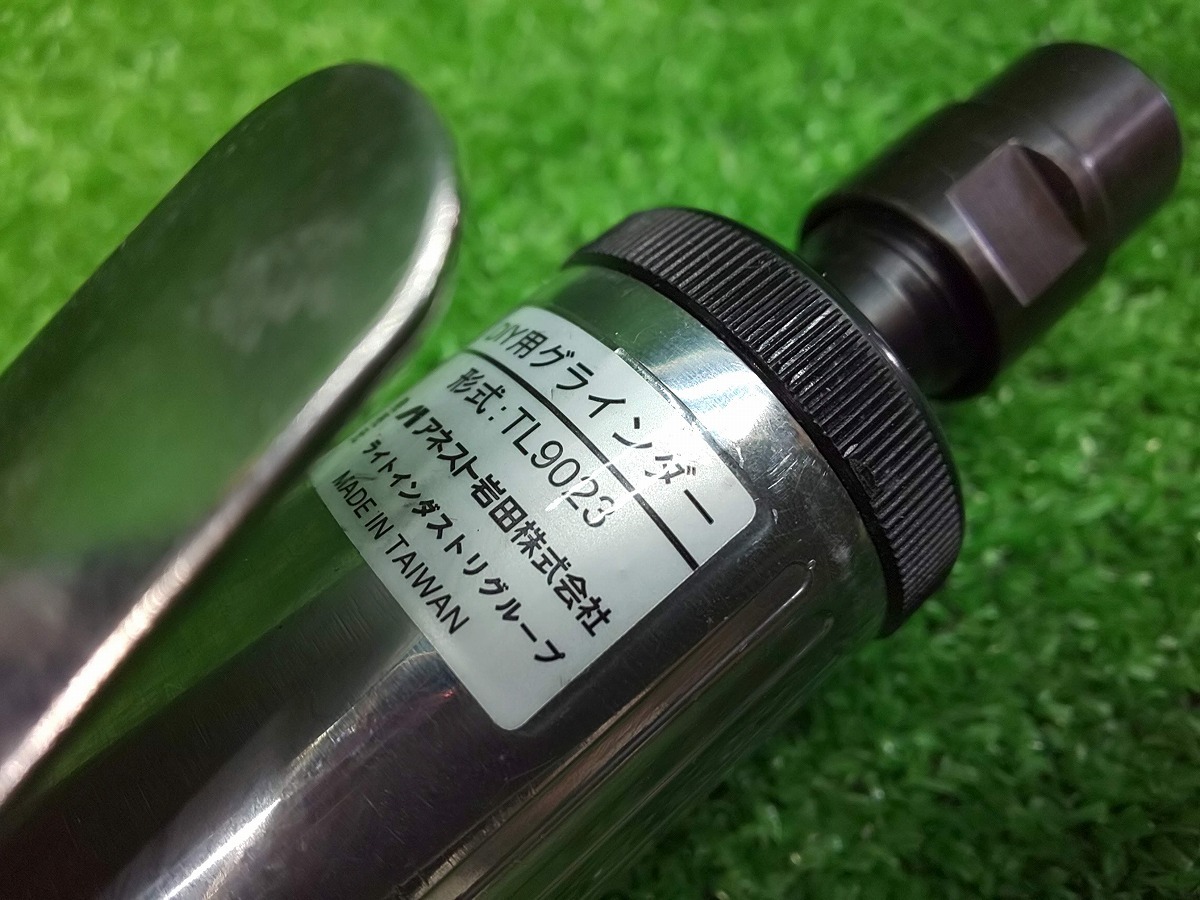 DIY用グラインダー
形式:TL9023
アネスト岩田株式会社
ライトインダストリグループ
MADE IN TAIWAN